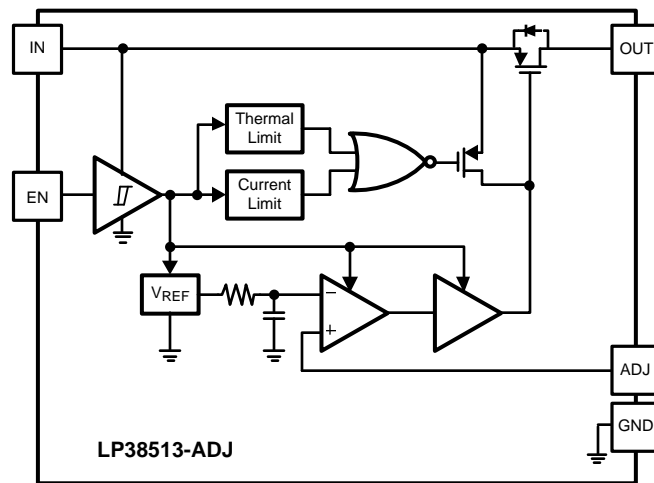 IN
OUT
Thermal
Limit
EN
Current
Limit
VREF
−
+
ADJ
GND
LP38513-ADJ